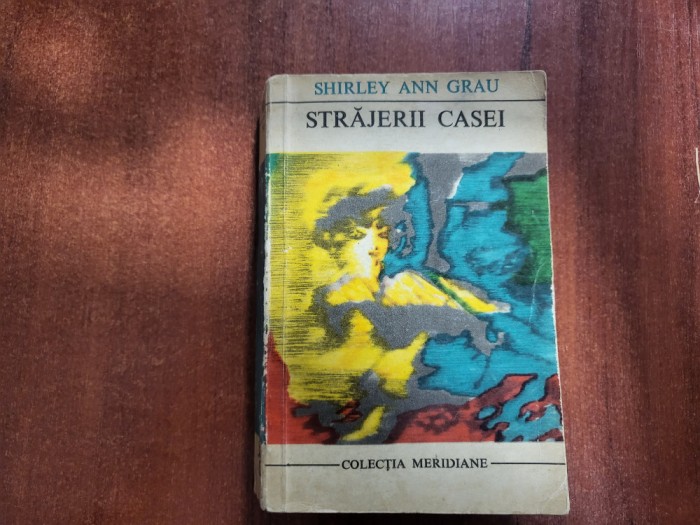 SHIRLEY ANN GRAU
STRĂJERII CASEI
COLECȚIA MERIDIANE